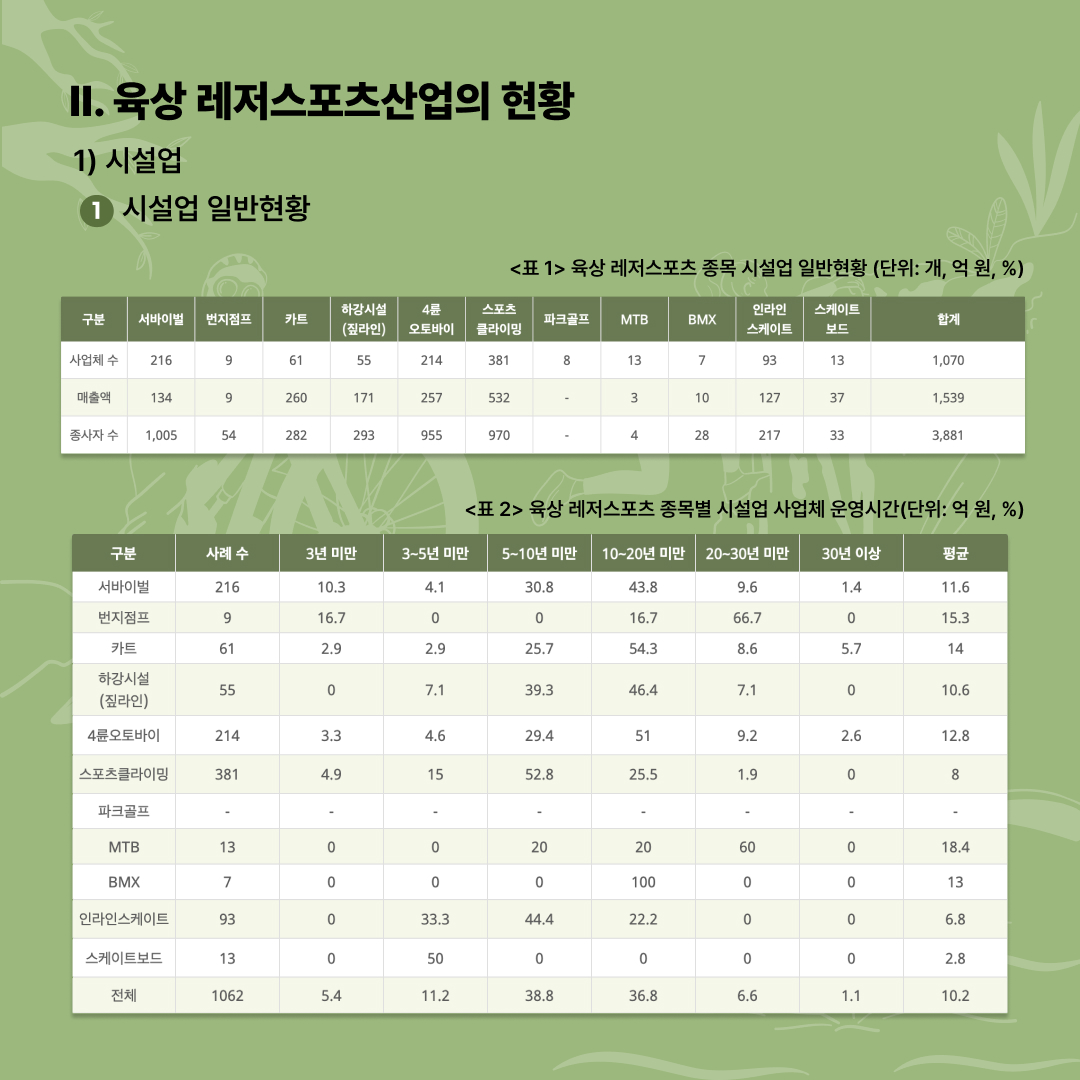 II. 육상 레저스포츠산업의 현황
1) 시설업
1 시설업 일반현황
<표 1> 육상 레저스포츠 종목 시설업 일반현황 (단위: 개, 억 원, %)
구분 서바이벌 번지점프 카트 하강시설 (짚라인) 4륜 오토바이 스포츠 클라이밍 파크골프 MTB BMX 인라인 스케이트 스케이트 보드 합계
사업체 수 216 9 61 55 214 381 8 13 7 93 13 1,070
매출액 134 9 260 171 257 532 - 3 10 127 37 1,539
종사자 수 1,005 54 282 293 955 970 - 4 28 217 33 3,881
<표 2> 육상 레저스포츠 종목별 시설업 사업체 운영시간(단위: 억 원, %)
구분 사례 수 3년 미만 3~5년 미만 5~10년 미만 10~20년 미만 20~30년 미만 30년 이상 평균
서바이벌 216 10.3 4.1 30.8 43.8 9.6 1.4 11.6
번지점프 9 16.7 0 0 16.7 66.7 0 15.3
카트 61 2.9 2.9 25.7 54.3 8.6 5.7 14
하강시설 (짚라인) 55 0 7.1 39.3 46.4 7.1 0 10.6
4륜오토바이 214 3.3 4.6 29.4 51 9.2 2.6 12.8
스포츠클라이밍 381 4.9 15 52.8 25.5 1.9 0 8
파크골프 - - - - - - - -
MTB 13 0 0 20 20 60 0 18.4
BMX 7 0 0 0 100 0 0 13
인라인스케이트 93 0 33.3 44.4 22.2 0 0 6.8
스케이트보드 13 0 50 0 0 0 0 2.8
전체 1062 5.4 11.2 38.8 36.8 6.6 1.1 10.2